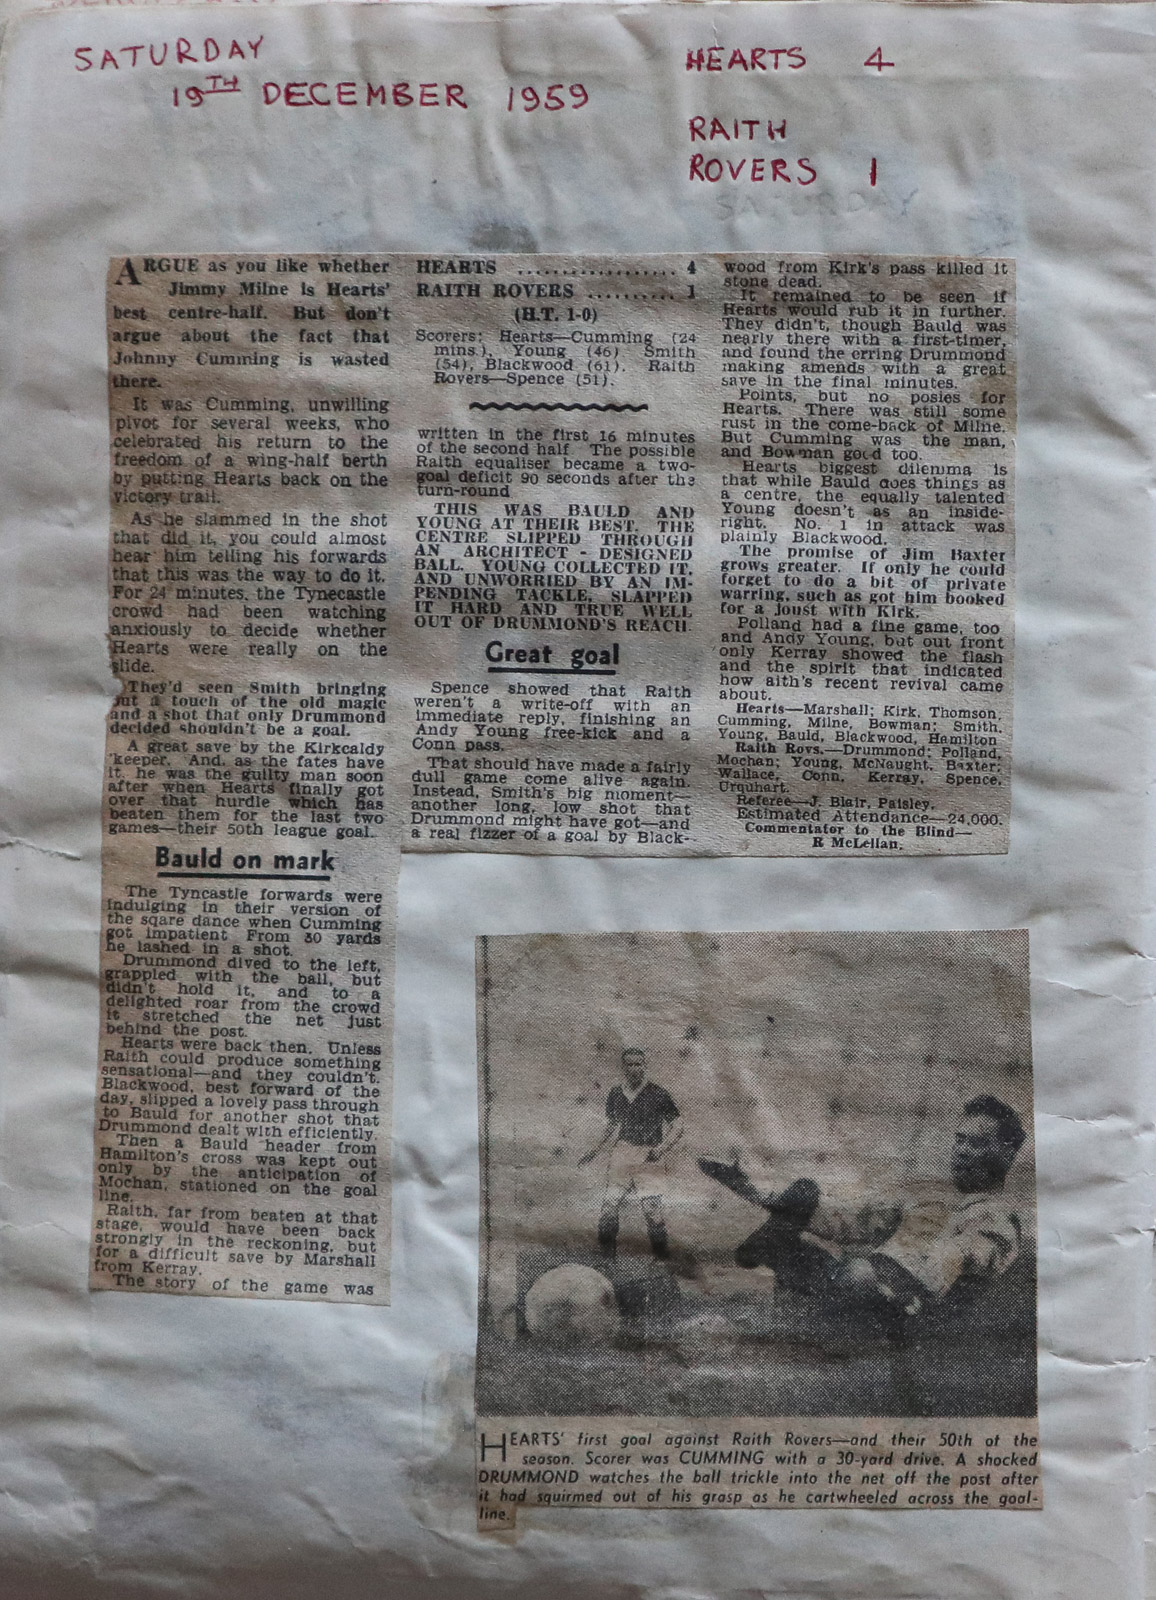 SATURDAY
19TH DECEMBER 1959
HEARTS 4
RAITH
ROVERS 1
SATURDAY
ARGUE as you like whether
Jimmy Milne is Hearts'
best centre-half. But don't
argue about the fact that
Johnny Cumming is wasted
there.
It was Cumming, unwilling
pivot for several weeks, who
celebrated his return to the
freedom of a wing-half berth
by putting Hearts back on the
victory trail.
As he slammed in the shot
that did it, you could almost
hear him telling his forwards
that this was the way to do it.
For 24 minutes, the Tynecastle
crowd had been watching
anxiously to decide whether
Hearts were really on the
slide.
They'd seen Smith bringing
out a touch of the old magic
and a shot that only Drummond
decided shouldn't be a goal.
A great save by the Kirkcaldy
'keeper. And, as the fates have
it, he was the guilty man soon
after when Hearts finally got
over that hurdle which has
beaten them for the last two
games—their 50th league goal.
Bauld on mark
The Tyncastle forwards were
indulging in their version of
the sqare dance when Cumming
got impatient From 30 yards
he lashed in a shot.
Drummond dived to the left,
grappled with the ball, but
didn't hold it, and to a
delighted roar from the crowd
it stretched the net just
behind the post.
Hearts were back then. Unless
Raith could produce something
sensational—and they couldn't.
Blackwood, best forward of the
day, slipped a lovely pass through
to Bauld for another shot that
Drummond dealt with efficiently.
Then a Bauld header from
Hamilton's cross was kept out
only by the anticipation of
Mochan, stationed on the goal
line.
Raith, far from beaten at that
stage, would have been back
strongly in the reckoning, but
for a difficult save by Marshall
from Kerray.
The story of the game was
HEARTS .................. 4
RAITH ROVERS .......... 1
(H.T. 1-0)
Scorers: Hearts—Cumming (24
mins.), Young (46) Smith
(54), Blackwood (61). Raith
Rovers—Spence (51).
written in the first 16 minutes
of the second half. The possible
Raith equaliser became a two-
goal deficit 90 seconds after the
turn-round
THIS WAS BAULD AND
YOUNG AT THEIR BEST. THE
CENTRE SLIPPED THROUGH
AN ARCHITECT - DESIGNED
BALL. YOUNG COLLECTED IT,
AND UNWORRIED BY AN IM-
PENDING TACKLE, SLAPPED
IT HARD AND TRUE WELL
OUT OF DRUMMOND'S REACH.
Great goal
Spence showed that Raith
weren't a write-off with an
immediate reply, finishing an
Andy Young free-kick and a
Conn pass.
That should have made a fairly
dull game come alive again.
Instead, Smith's big moment—
another long, low shot that
Drummond might have got—and
a real fizzer of a goal by Black-
wood from Kirk's pass killed it
stone dead.
It remained to be seen if
Hearts would rub it in further.
They didn't, though Bauld was
nearly there with a first-timer,
and found the erring Drummond
making amends with a great
save in the final minutes.
Points, but no posies for
Hearts. There was still some
rust in the come-back of Milne.
But Cumming was the man,
and Bowman good too.
Hearts biggest dilemma is
that while Bauld does things as
a centre, the equally talented
Young doesn't as an inside-
right. No. 1 in attack was
plainly Blackwood.
The promise of Jim Baxter
grows greater. If only he could
forget to do a bit of private
warring, such as got him booked
for a joust with Kirk.
Polland had a fine game, too
and Andy Young, but out front
only Kerray showed the flash
and the spirit that indicated
how aith's recent revival came
about.
Hearts—Marshall; Kirk, Thomson,
Cumming, Milne, Bowman; Smith,
Young, Bauld, Blackwood, Hamilton
Raith Rovs.—Drummond; Polland,
Mochan; Young, McNaught, Baxter;
Wallace, Conn, Kerray, Spence,
Urquhart.
Referee—J. Blair, Paisley.
Estimated Attendance—24,000.
Commentator to the Blind—
R McLellan.
HEARTS' first goal against Raith Rovers—and their 50th of the
season. Scorer was CUMMING with a 30-yard drive. A shocked
DRUMMOND watches the ball trickle into the net off the post after
it had squirmed out of his grasp as he cartwheeled across the goal-
line.